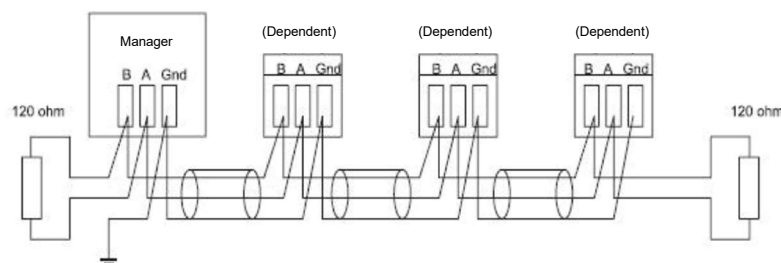 (Dependent) (Dependent) (Dependent)
Manager
B A Gnd B A Gnd B A Gnd
B A Gnd
120 ohm 120 ohm